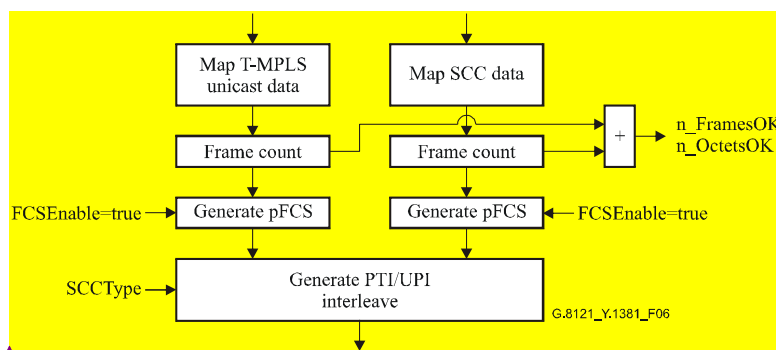 Map T-MPLS
unicast data
Map SCC data
n_FramesOK
n_OctetsOK
+
Frame count
Frame count
FCSEnable=true
Generate pFCS
Generate pFCS
FCSEnable=true
SCCType
Generate PTI/UPI
interleave
G.8121_Y.1381_F06